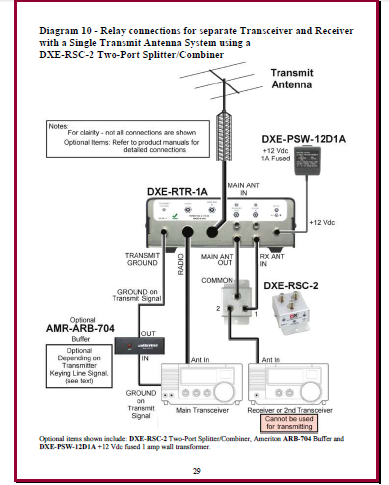 Diagram 10 - Relay connections for separate Transceiver and Receiver
with a Single Transmit Antenna System using a
DXE-RSC-2 Two-Port Splitter/Combiner
Transmit
Antenna
Notes:
For clarity - not all connections are shown
Optional Items: Refer to product manuals for
detailed connections
DXE-PSW-12D1A
+12 Vdc
1A Fused
DXE-RTR-1A
MAIN ANT
IN
+12 Vdc
TRANSMIT
GROUND
RADIO
MAIN ANT
OUT
RX ANT
IN
COMMON
DXE-RSC-2
GROUND on
Transmit Signal
2
1
Optional
AMR-ARB-704
Buffer
OUT
Optional
Depending on
Transmitter
Keying Line Signal.
(see text)
IN
Ant In
Ant In
GROUND
on
Transmit
Signal
Main Transceiver
Receiver or 2nd Transceiver
Cannot be used
for transmitting
Optional items shown include: DXE-RSC-2 Two-Port Splitter/Combiner, Ameritron ARB-704 Buffer and
DXE-PSW-12D1A +12 Vdc fused 1 amp wall transformer.
29